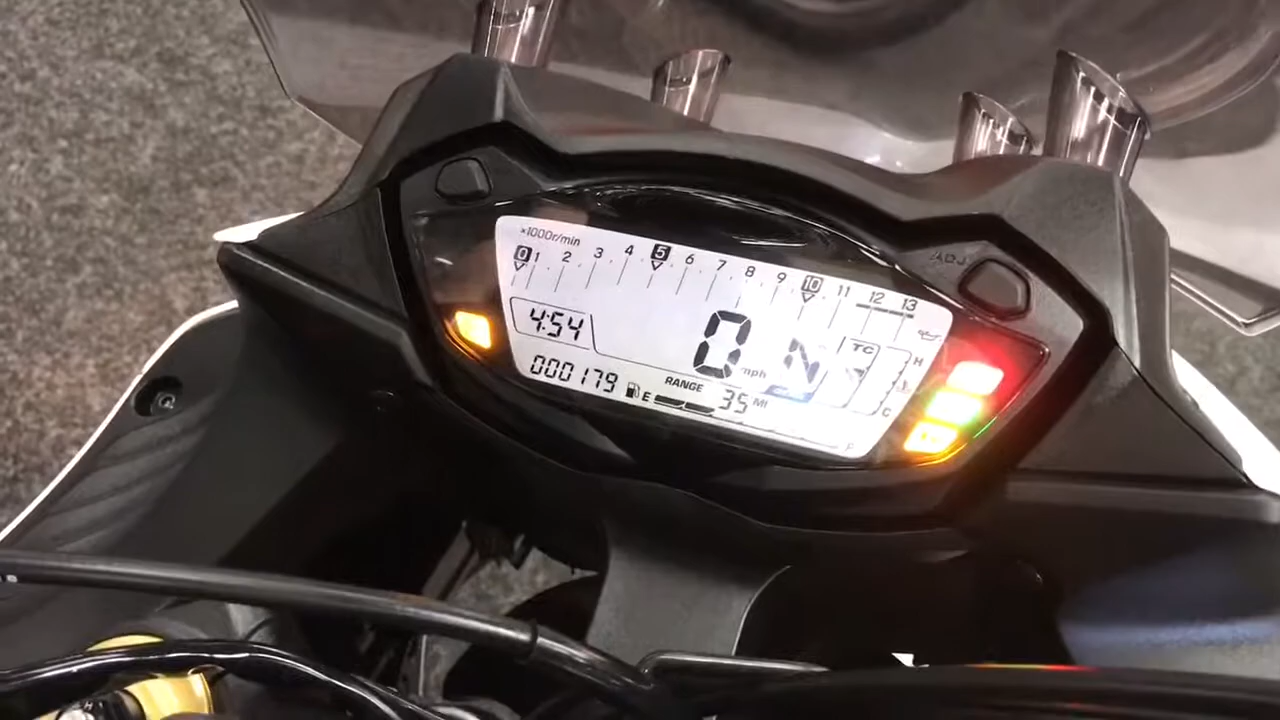 ×1000r/min
0 1 2 3 4 5 6 7 8 9 10 11 12 13
ADJ
4:54
0 mph
N
TC
H
C
000179
E
RANGE
35 MI
F
H